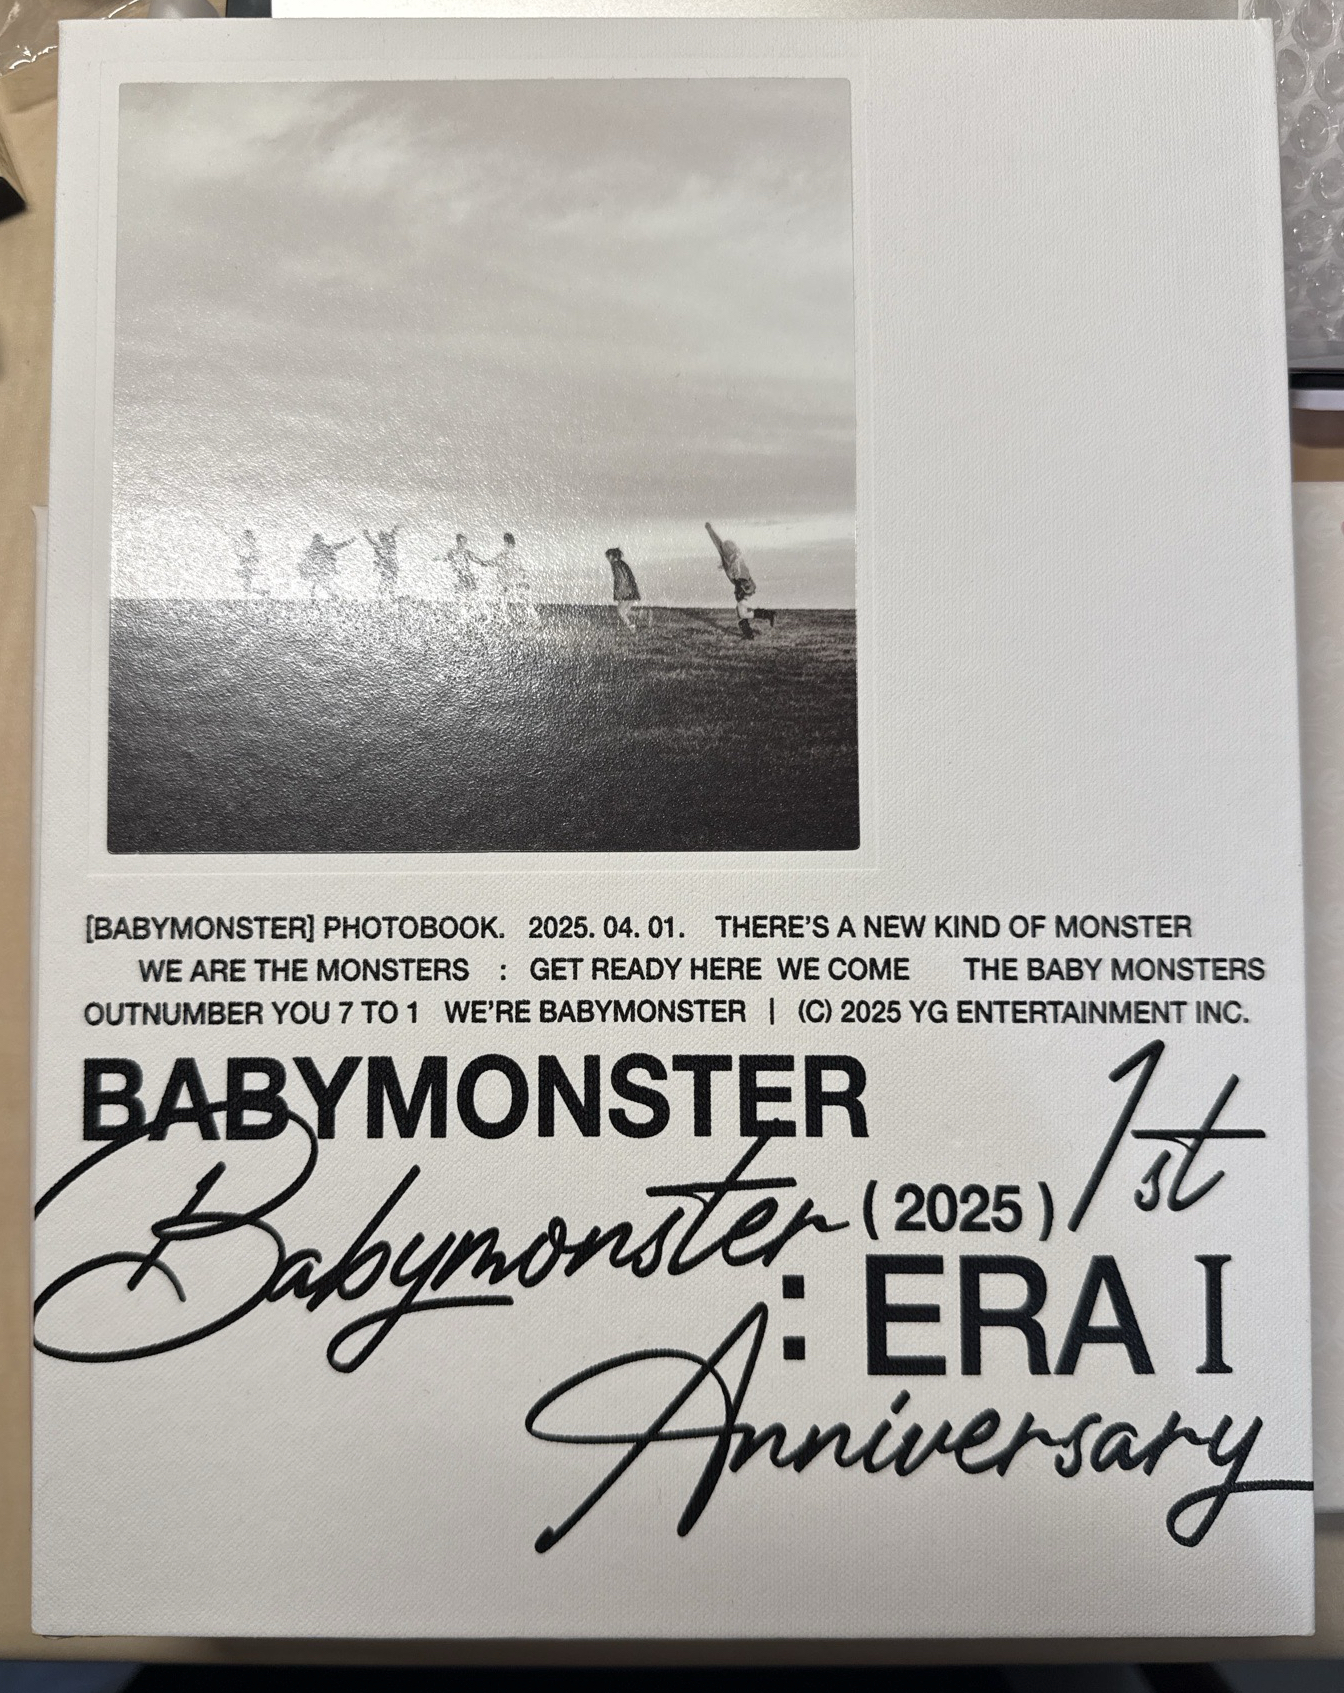 [BABYMONSTER] PHOTOBOOK. 2025. 04. 01. THERE'S A NEW KIND OF MONSTER
WE ARE THE MONSTERS : GET READY HERE WE COME THE BABY MONSTERS
OUTNUMBER YOU 7 TO 1 WE'RE BABYMONSTER | (C) 2025 YG ENTERTAINMENT INC.
BABYMONSTER 1st
Babymonster (2025)
: ERA I
Anniversary